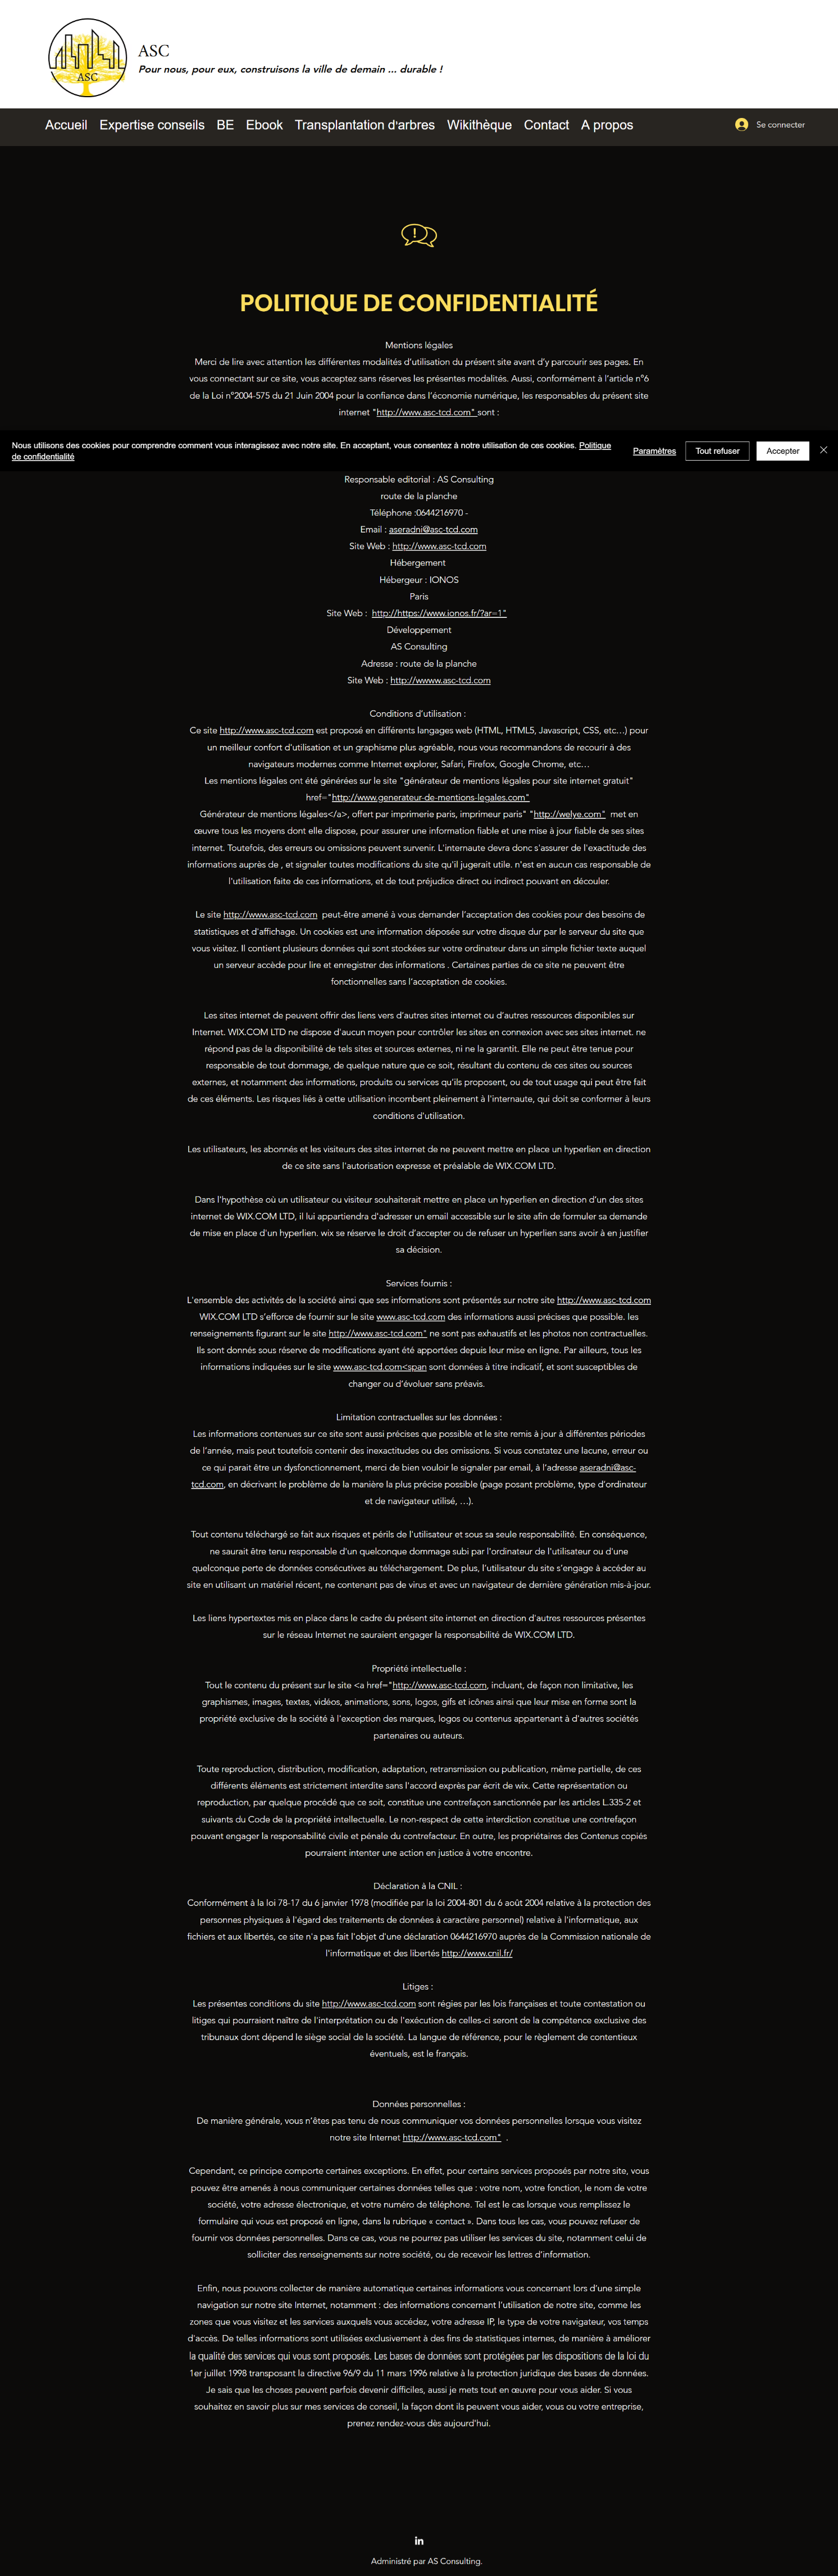 ASC
ASC
Pour nous, pour eux, construisons la ville de demain ... durable !
Accueil Expertise conseils BE Ebook Transplantation d'arbres Wikithèque Contact A propos Se connecter
POLITIQUE DE CONFIDENTIALITÉ
Mentions légales
Merci de lire avec attention les différentes modalités d'utilisation du présent site avant d'y parcourir ses pages. En
vous connectant sur ce site, vous acceptez sans réserves les présentes modalités. Aussi, conformément à l'article n°6
de la Loi n°2004-575 du 21 Juin 2004 pour la confiance dans l'économie numérique, les responsables du présent site
internet "http://www.asc-tcd.com" sont :
Nous utilisons des cookies pour comprendre comment vous interagissez avec notre site. En acceptant, vous consentez à notre utilisation de ces cookies. Politique
de confidentialité
Paramètres Tout refuser Accepter
Responsable editorial : AS Consulting
route de la planche
Téléphone :0644216970 -
Email : aseradni@asc-tcd.com
Site Web : http://www.asc-tcd.com
Hébergement
Hébergeur : IONOS
Paris
Site Web : http://https://www.ionos.fr/?ar=1"
Développement
AS Consulting
Adresse : route de la planche
Site Web : http://wwww.asc-tcd.com
Conditions d'utilisation :
Ce site http://www.asc-tcd.com est proposé en différents langages web (HTML, HTML5, Javascript, CSS, etc…) pour
un meilleur confort d'utilisation et un graphisme plus agréable, nous vous recommandons de recourir à des
navigateurs modernes comme Internet explorer, Safari, Firefox, Google Chrome, etc…
Les mentions légales ont été générées sur le site "générateur de mentions légales pour site internet gratuit"
href="http://www.generateur-de-mentions-legales.com"
Générateur de mentions légales</a>, offert par imprimerie paris, imprimeur paris" "http://welye.com" met en
œuvre tous les moyens dont elle dispose, pour assurer une information fiable et une mise à jour fiable de ses sites
internet. Toutefois, des erreurs ou omissions peuvent survenir. L'internaute devra donc s'assurer de l'exactitude des
informations auprès de , et signaler toutes modifications du site qu'il jugerait utile. n'est en aucun cas responsable de
l'utilisation faite de ces informations, et de tout préjudice direct ou indirect pouvant en découler.
Le site http://www.asc-tcd.com peut-être amené à vous demander l'acceptation des cookies pour des besoins de
statistiques et d'affichage. Un cookies est une information déposée sur votre disque dur par le serveur du site que
vous visitez. Il contient plusieurs données qui sont stockées sur votre ordinateur dans un simple fichier texte auquel
un serveur accède pour lire et enregistrer des informations . Certaines parties de ce site ne peuvent être
fonctionnelles sans l'acceptation de cookies.
Les sites internet de peuvent offrir des liens vers d'autres sites internet ou d'autres ressources disponibles sur
Internet. WIX.COM LTD ne dispose d'aucun moyen pour contrôler les sites en connexion avec ses sites internet. ne
répond pas de la disponibilité de tels sites et sources externes, ni ne la garantit. Elle ne peut être tenue pour
responsable de tout dommage, de quelque nature que ce soit, résultant du contenu de ces sites ou sources
externes, et notamment des informations, produits ou services qu'ils proposent, ou de tout usage qui peut être fait
de ces éléments. Les risques liés à cette utilisation incombent pleinement à l'internaute, qui doit se conformer à leurs
conditions d'utilisation.
Les utilisateurs, les abonnés et les visiteurs des sites internet de ne peuvent mettre en place un hyperlien en direction
de ce site sans l'autorisation expresse et préalable de WIX.COM LTD.
Dans l'hypothèse où un utilisateur ou visiteur souhaiterait mettre en place un hyperlien en direction d'un des sites
internet de WIX.COM LTD, il lui appartiendra d'adresser un email accessible sur le site afin de formuler sa demande
de mise en place d'un hyperlien. wix se réserve le droit d'accepter ou de refuser un hyperlien sans avoir à en justifier
sa décision.
Services fournis :
L'ensemble des activités de la société ainsi que ses informations sont présentés sur notre site http://www.asc-tcd.com
WIX.COM LTD s'efforce de fournir sur le site www.asc-tcd.com des informations aussi précises que possible. les
renseignements figurant sur le site http://www.asc-tcd.com" ne sont pas exhaustifs et les photos non contractuelles.
Ils sont donnés sous réserve de modifications ayant été apportées depuis leur mise en ligne. Par ailleurs, tous les
informations indiquées sur le site www.asc-tcd.com<span sont données à titre indicatif, et sont susceptibles de
changer ou d'évoluer sans préavis.
Limitation contractuelles sur les données :
Les informations contenues sur ce site sont aussi précises que possible et le site remis à jour à différentes périodes
de l'année, mais peut toutefois contenir des inexactitudes ou des omissions. Si vous constatez une lacune, erreur ou
ce qui parait être un dysfonctionnement, merci de bien vouloir le signaler par email, à l'adresse aseradni@asc-
tcd.com, en décrivant le problème de la manière la plus précise possible (page posant problème, type d'ordinateur
et de navigateur utilisé, …).
Tout contenu téléchargé se fait aux risques et périls de l'utilisateur et sous sa seule responsabilité. En conséquence,
ne saurait être tenu responsable d'un quelconque dommage subi par l'ordinateur de l'utilisateur ou d'une
quelconque perte de données consécutives au téléchargement. De plus, l'utilisateur du site s'engage à accéder au
site en utilisant un matériel récent, ne contenant pas de virus et avec un navigateur de dernière génération mis-à-jour.
Les liens hypertextes mis en place dans le cadre du présent site internet en direction d'autres ressources présentes
sur le réseau Internet ne sauraient engager la responsabilité de WIX.COM LTD.
Propriété intellectuelle :
Tout le contenu du présent sur le site <a href="http://www.asc-tcd.com, incluant, de façon non limitative, les
graphismes, images, textes, vidéos, animations, sons, logos, gifs et icônes ainsi que leur mise en forme sont la
propriété exclusive de la société à l'exception des marques, logos ou contenus appartenant à d'autres sociétés
partenaires ou auteurs.
Toute reproduction, distribution, modification, adaptation, retransmission ou publication, même partielle, de ces
différents éléments est strictement interdite sans l'accord exprès par écrit de wix. Cette représentation ou
reproduction, par quelque procédé que ce soit, constitue une contrefaçon sanctionnée par les articles L.335-2 et
suivants du Code de la propriété intellectuelle. Le non-respect de cette interdiction constitue une contrefaçon
pouvant engager la responsabilité civile et pénale du contrefacteur. En outre, les propriétaires des Contenus copiés
pourraient intenter une action en justice à votre encontre.
Déclaration à la CNIL :
Conformément à la loi 78-17 du 6 janvier 1978 (modifiée par la loi 2004-801 du 6 août 2004 relative à la protection des
personnes physiques à l'égard des traitements de données à caractère personnel) relative à l'informatique, aux
fichiers et aux libertés, ce site n'a pas fait l'objet d'une déclaration 0644216970 auprès de la Commission nationale de
l'informatique et des libertés http://www.cnil.fr/
Litiges :
Les présentes conditions du site http://www.asc-tcd.com sont régies par les lois françaises et toute contestation ou
litiges qui pourraient naître de l'interprétation ou de l'exécution de celles-ci seront de la compétence exclusive des
tribunaux dont dépend le siège social de la société. La langue de référence, pour le règlement de contentieux
éventuels, est le français.
Données personnelles :
De manière générale, vous n'êtes pas tenu de nous communiquer vos données personnelles lorsque vous visitez
notre site Internet http://www.asc-tcd.com" .
Cependant, ce principe comporte certaines exceptions. En effet, pour certains services proposés par notre site, vous
pouvez être amenés à nous communiquer certaines données telles que : votre nom, votre fonction, le nom de votre
société, votre adresse électronique, et votre numéro de téléphone. Tel est le cas lorsque vous remplissez le
formulaire qui vous est proposé en ligne, dans la rubrique « contact ». Dans tous les cas, vous pouvez refuser de
fournir vos données personnelles. Dans ce cas, vous ne pourrez pas utiliser les services du site, notamment celui de
solliciter des renseignements sur notre société, ou de recevoir les lettres d'information.
Enfin, nous pouvons collecter de manière automatique certaines informations vous concernant lors d'une simple
navigation sur notre site Internet, notamment : des informations concernant l'utilisation de notre site, comme les
zones que vous visitez et les services auxquels vous accédez, votre adresse IP, le type de votre navigateur, vos temps
d'accès. De telles informations sont utilisées exclusivement à des fins de statistiques internes, de manière à améliorer
la qualité des services qui vous sont proposés. Les bases de données sont protégées par les dispositions de la loi du
1er juillet 1998 transposant la directive 96/9 du 11 mars 1996 relative à la protection juridique des bases de données.
Je sais que les choses peuvent parfois devenir difficiles, aussi je mets tout en œuvre pour vous aider. Si vous
souhaitez en savoir plus sur mes services de conseil, la façon dont ils peuvent vous aider, vous ou votre entreprise,
prenez rendez-vous dès aujourd'hui.
in
Administré par AS Consulting.